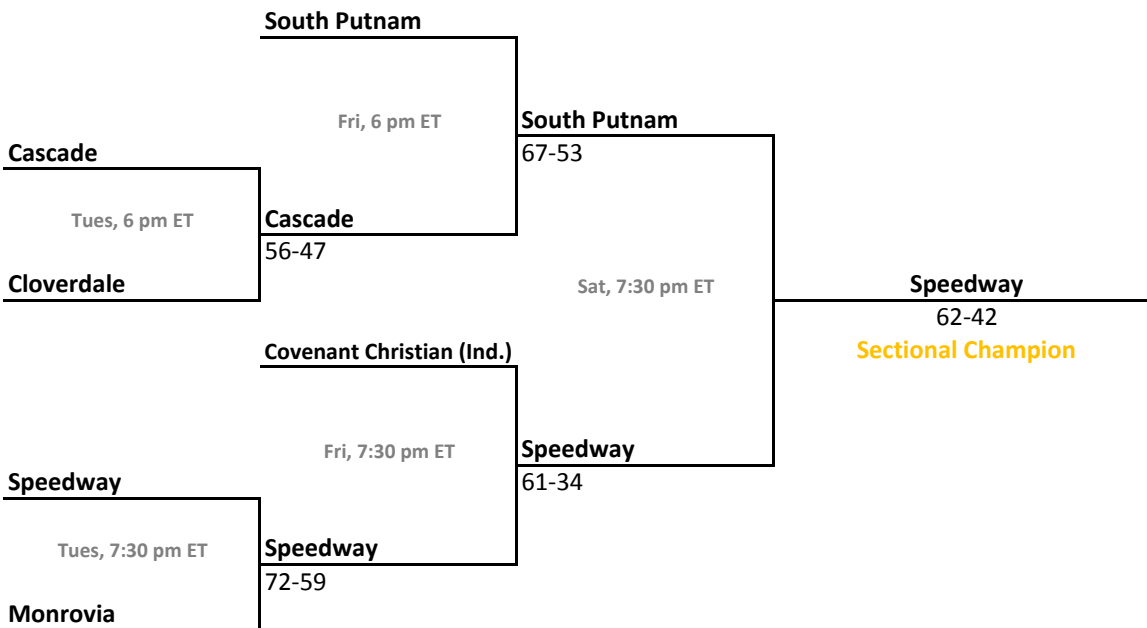 South Putnam
Fri, 6 pm ET
South Putnam
67-53
Cascade
Tues, 6 pm ET
Cascade
56-47
Cloverdale
Sat, 7:30 pm ET
Speedway
62-42
Sectional Champion
Covenant Christian (Ind.)
Fri, 7:30 pm ET
Speedway
61-34
Speedway
Tues, 7:30 pm ET
Speedway
72-59
Monrovia